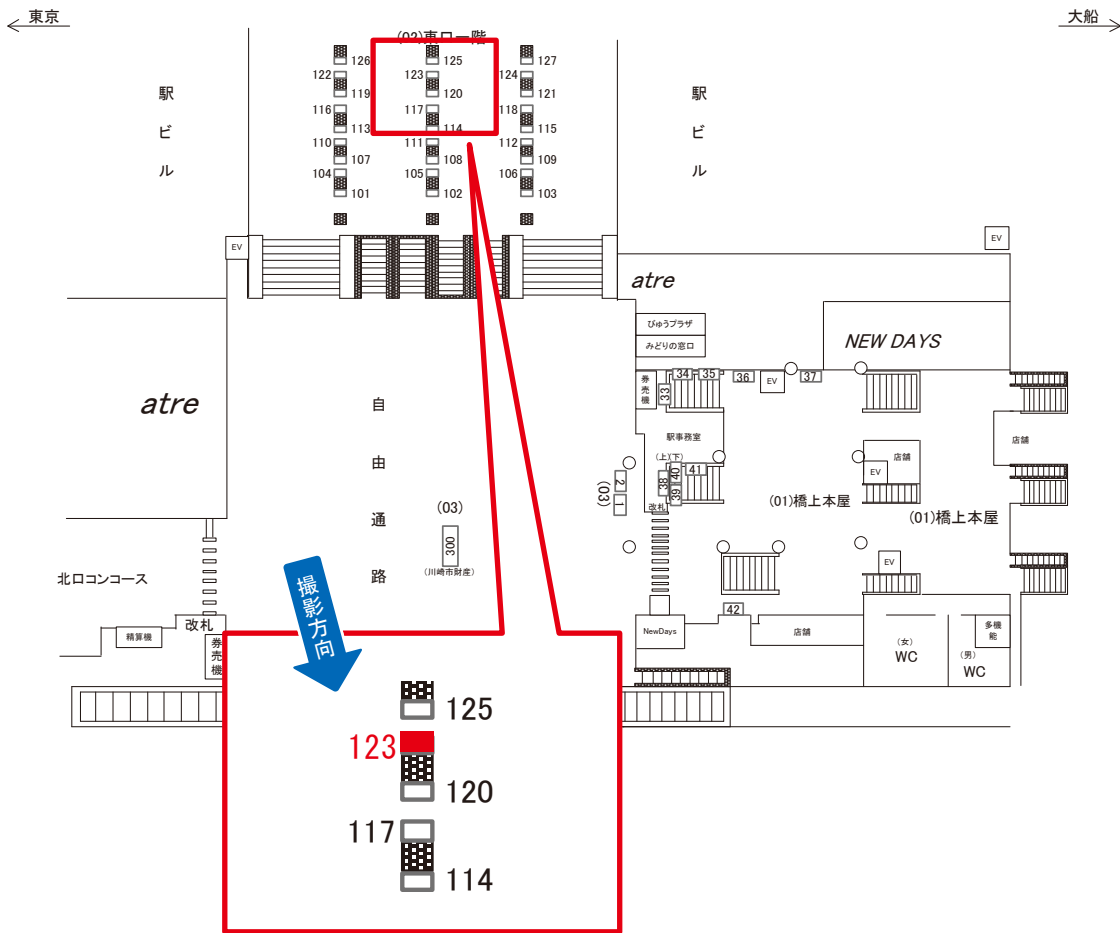 東京
大船
(02)東口一階
126
125
127
122
123
124
119
120
121
116
117
118
113
114
115
110
111
112
107
108
109
104
105
106
101
102
103
駅ビル
駅ビル
EV
EV
atre
びゅうプラザ
みどりの窓口
NEW DAYS
券売機
33
34
35
36
EV
37
atre
自由通路
駅事務室
(上)(下)
38
40
39
41
改札
(03)
2
1
店舗
EV
店舗
(01)橋上本屋
(01)橋上本屋
(03)
300
(川崎市財産)
北口コンコース
改札
精算機
券売機
撮影方向
EV
42
NewDays
店舗
(女)
WC
(男)
WC
多機能
125
123
120
117
114